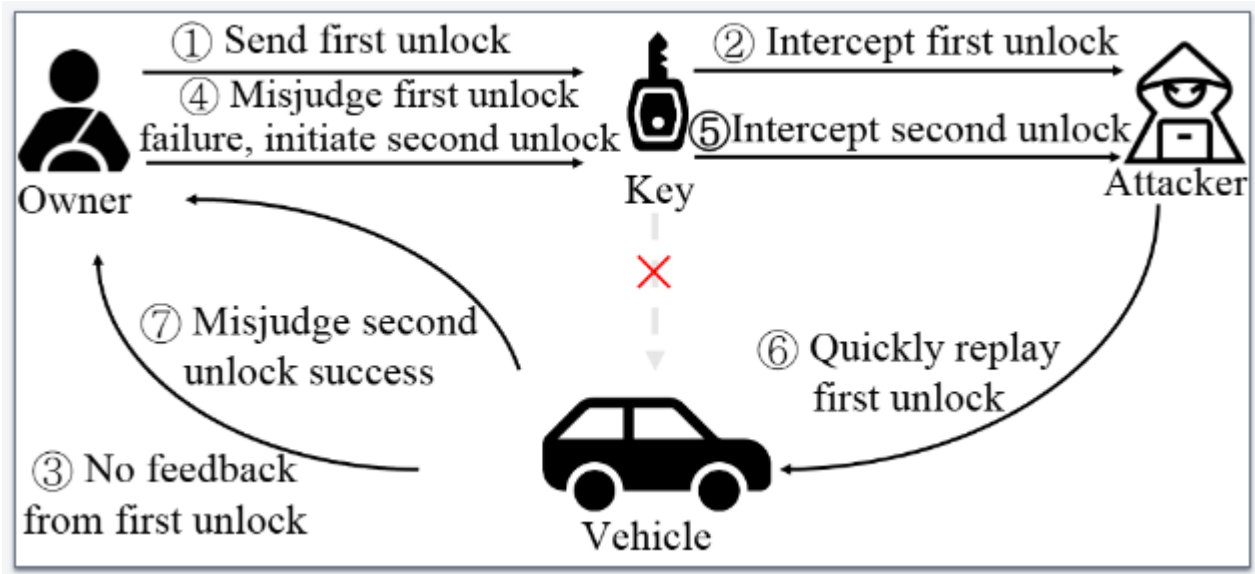 ① Send first unlock
② Intercept first unlock
④ Misjudge first unlock
failure, initiate second unlock
⑤Intercept second unlock
Owner
Key
Attacker
⑦ Misjudge second
unlock success
⑥ Quickly replay
first unlock
③ No feedback
from first unlock
Vehicle